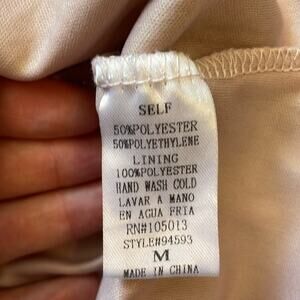 SELF
50%POLYESTER
50%POLYETHYLENE
LINING
100%POLYESTER
HAND WASH COLD
LAVAR A MANO
EN AGUA FRIA
RN#105013
STYLE#94593
M
MADE IN CHINA